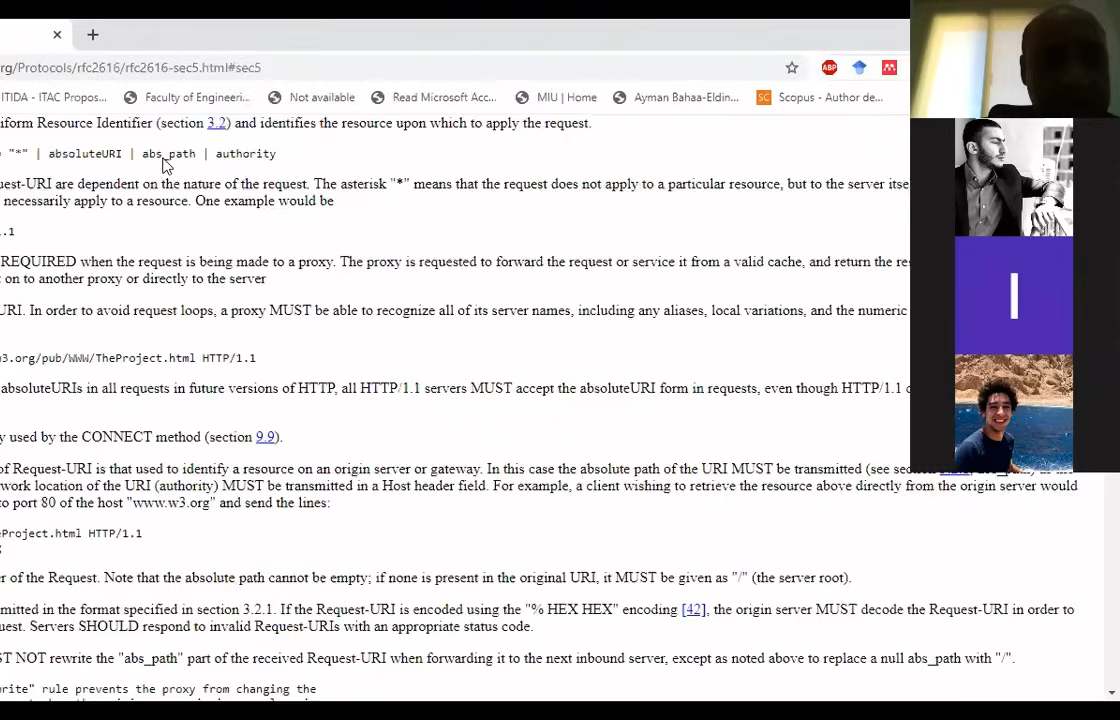 rg/Protocols/rfc2616/rfc2616-sec5.html#sec5
ABP
ITIDA - ITAC Propos...
Faculty of Engineeri...
Not available
Read Microsoft Acc...
MIU | Home
Ayman Bahaa-Eldin...
SC Scopus - Author de...
iform Resource Identifier (section 3.2) and identifies the resource upon which to apply the request.
= "*" | absoluteURI | abs_path | authority
uest-URI are dependent on the nature of the request. The asterisk "*" means that the request does not apply to a particular resource, but to the server itse
necessarily apply to a resource. One example would be
.1
REQUIRED when the request is being made to a proxy. The proxy is requested to forward the request or service it from a valid cache, and return the res
t on to another proxy or directly to the server
URI. In order to avoid request loops, a proxy MUST be able to recognize all of its server names, including any aliases, local variations, and the numeric
w3.org/pub/WWW/TheProject.html HTTP/1.1
absoluteURIs in all requests in future versions of HTTP, all HTTP/1.1 servers MUST accept the absoluteURI form in requests, even though HTTP/1.1 c
y used by the CONNECT method (section 9.9).
of Request-URI is that used to identify a resource on an origin server or gateway. In this case the absolute path of the URI MUST be transmitted (see sec
work location of the URI (authority) MUST be transmitted in a Host header field. For example, a client wishing to retrieve the resource above directly from the origin server would
to port 80 of the host "www.w3.org" and send the lines:
eProject.html HTTP/1.1
er of the Request. Note that the absolute path cannot be empty; if none is present in the original URI, it MUST be given as "/" (the server root).
mitted in the format specified in section 3.2.1. If the Request-URI is encoded using the "% HEX HEX" encoding [42], the origin server MUST decode the Request-URI in order to
uest. Servers SHOULD respond to invalid Request-URIs with an appropriate status code.
ST NOT rewrite the "abs_path" part of the received Request-URI when forwarding it to the next inbound server, except as noted above to replace a null abs_path with "/".
write" rule prevents the proxy from changing the
I